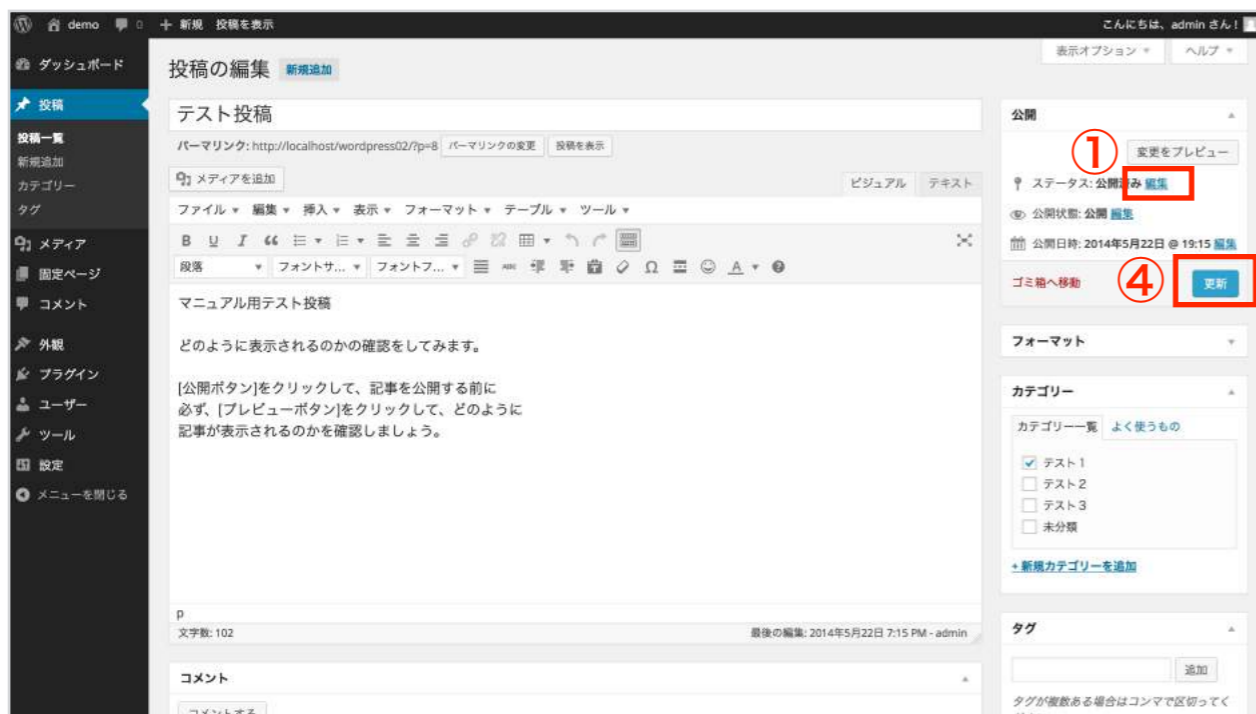 demo 0 + 新規 投稿を表示 こんにちは、admin さん!
表示オプション ヘルプ
ダッシュボード
投稿
投稿一覧
新規追加
カテゴリー
タグ
メディア
固定ページ
コメント
外観
プラグイン
ユーザー
ツール
設定
メニューを閉じる
投稿の編集 新規追加
テスト投稿
パーマリンク: http://localhost/wordpress02/?p=8 パーマリンクの変更 投稿を表示
メディアを追加 ビジュアル テキスト
ファイル 編集 挿入 表示 フォーマット テーブル ツール
B U I
段落 フォントサ... フォントフ... ABC Ω A
マニュアル用テスト投稿
どのように表示されるのかの確認をしてみます。
[公開ボタン]をクリックして、記事を公開する前に
必ず、[プレビューボタン]をクリックして、どのように
記事が表示されるのかを確認しましょう。
p
文字数: 102 最後の編集: 2014年5月22日 7:15 PM - admin
コメント
コメントする
公開
① 変更をプレビュー
ステータス: 公開済み 編集
公開状態: 公開 編集
公開日時: 2014年5月22日 @ 19:15 編集
ゴミ箱へ移動 ④ 更新
フォーマット
カテゴリー
カテゴリー一覧 よく使うもの
テスト1
テスト2
テスト3
未分類
+ 新規カテゴリーを追加
タグ
追加
タグが複数ある場合はコンマで区切ってく